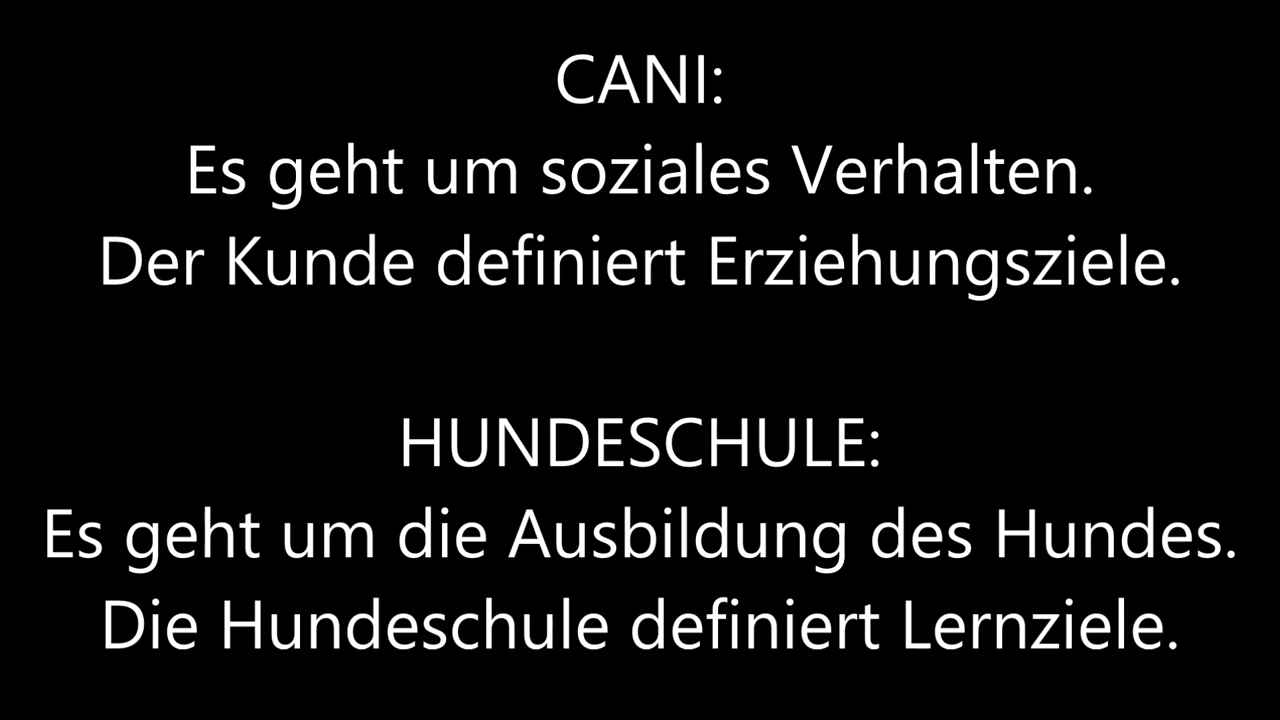 CANI:
Es geht um soziales Verhalten.
Der Kunde definiert Erziehungsziele.
HUNDESCHULE:
Es geht um die Ausbildung des Hundes.
Die Hundeschule definiert Lernziele.